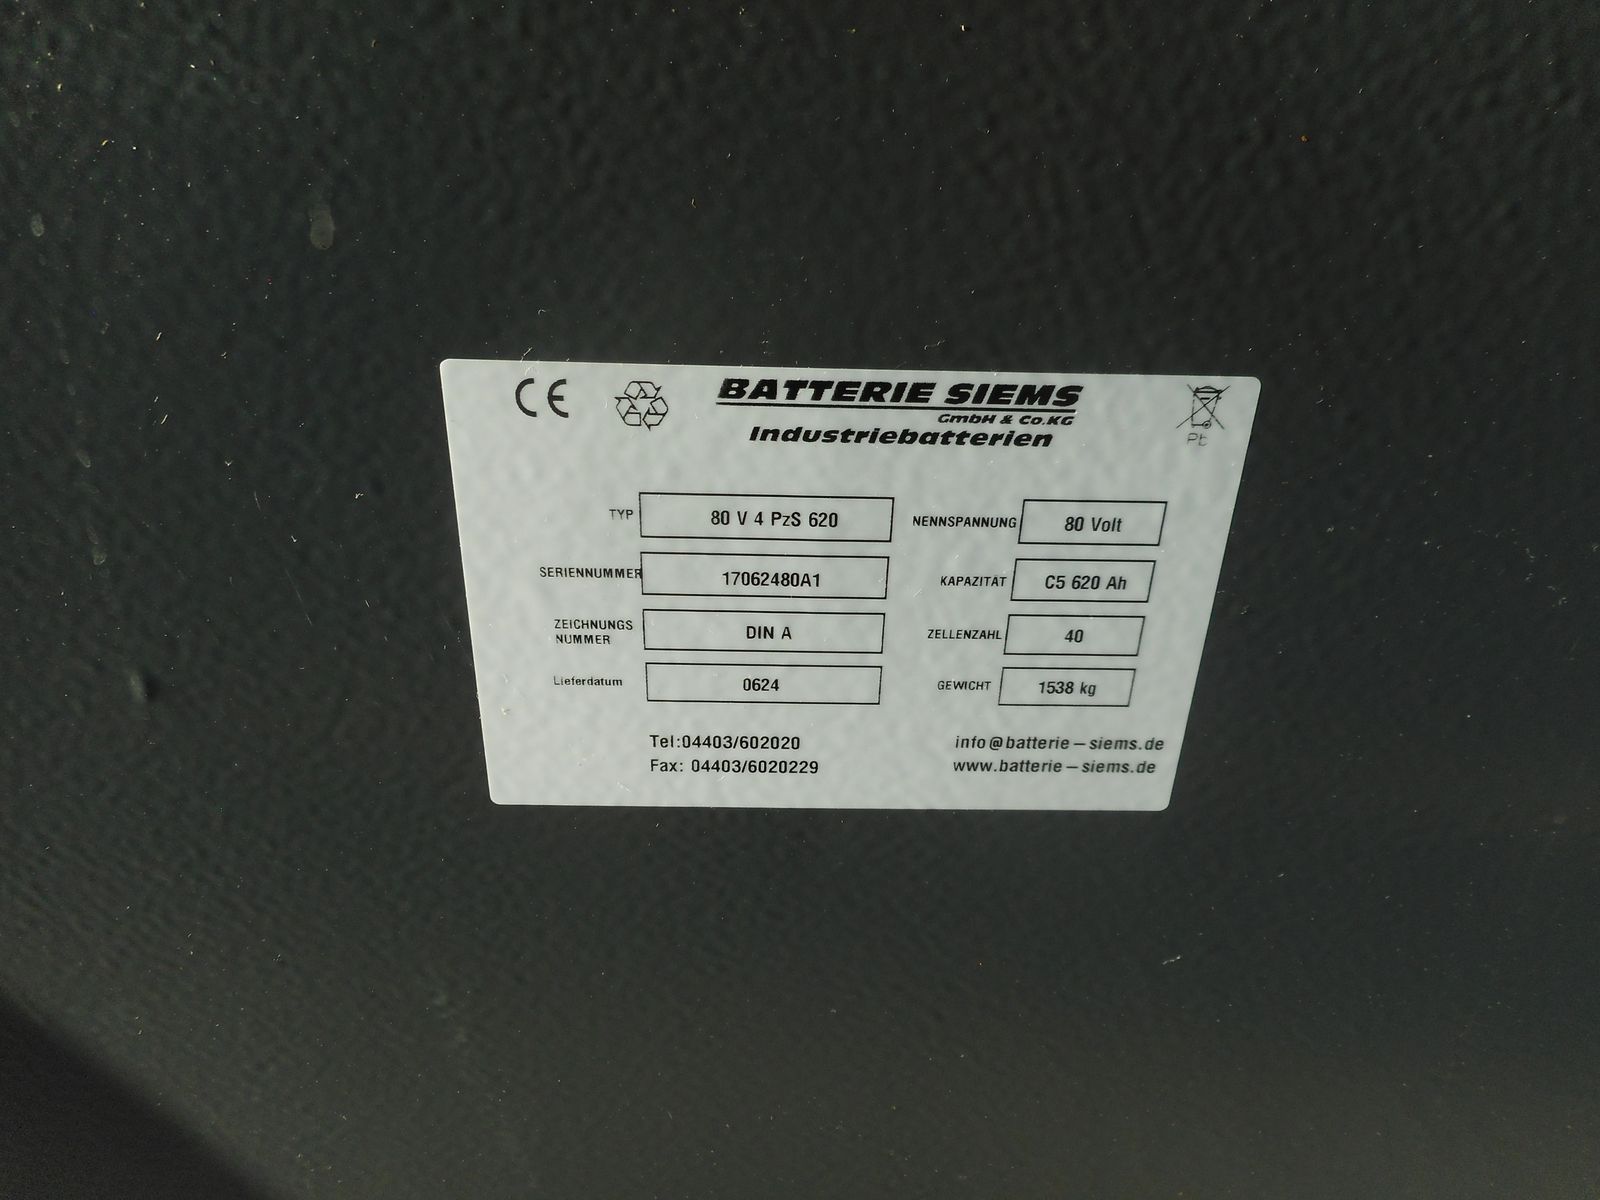 CE
BATTERIE SIEMS
GmbH & Co.KG
Industriebatterien
Pb
TYP 80 V 4 PzS 620 NENNSPANNUNG 80 Volt
SERIENNUMMER 17062480A1 KAPAZITÄT C5 620 Ah
ZEICHNUNGS
NUMMER DIN A ZELLENZAHL 40
Lieferdatum 0624 GEWICHT 1538 kg
Tel:04403/602020 info@batterie-siems.de
Fax: 04403/6020229 www.batterie-siems.de